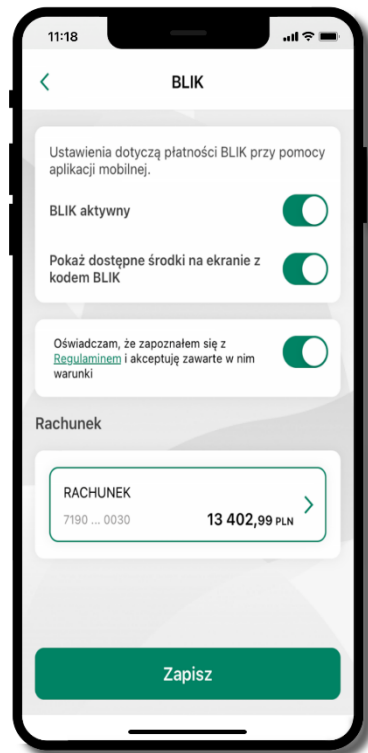 11:18
BLIK
Ustawienia dotyczą płatności BLIK przy pomocy
aplikacji mobilnej.
BLIK aktywny
Pokaż dostępne środki na ekranie z
kodem BLIK
Oświadczam, że zapoznałem się z
Regulaminem i akceptuję zawarte w nim
warunki
Rachunek
RACHUNEK
7190 ... 0030 13 402,99 PLN
Zapisz